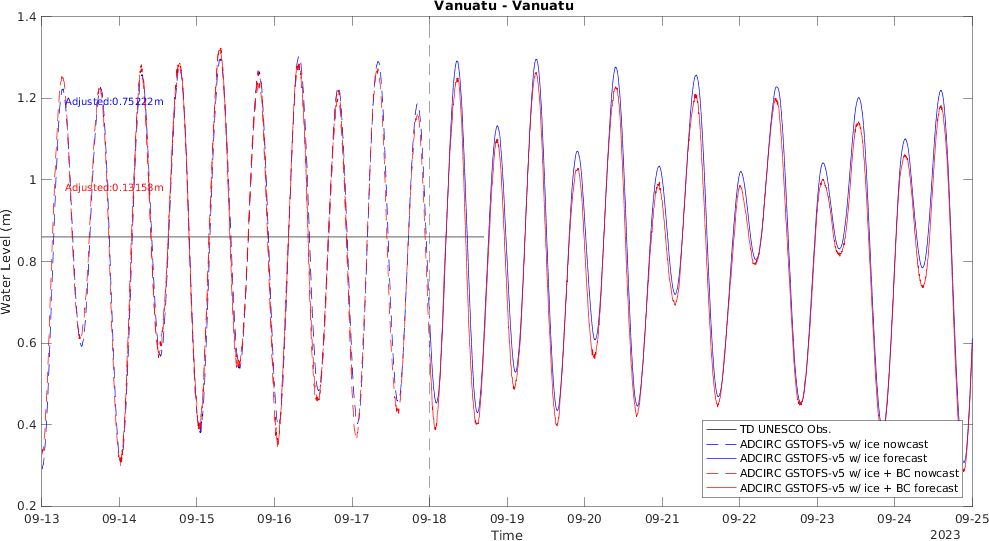 Vanuatu - Vanuatu
1.4
1.2
1
0.8
0.6
0.4
0.2
Water Level (m)
Adjusted:0.75222m
Adjusted:0.13153m
TD UNESCO Obs.
ADCIRC GSTOFS-v5 w/ ice nowcast
ADCIRC GSTOFS-v5 w/ ice forecast
ADCIRC GSTOFS-v5 w/ ice + BC nowcast
ADCIRC GSTOFS-v5 w/ ice + BC forecast
09-13 09-14 09-15 09-16 09-17 09-18 09-19 09-20 09-21 09-22 09-23 09-24 09-25
Time
2023